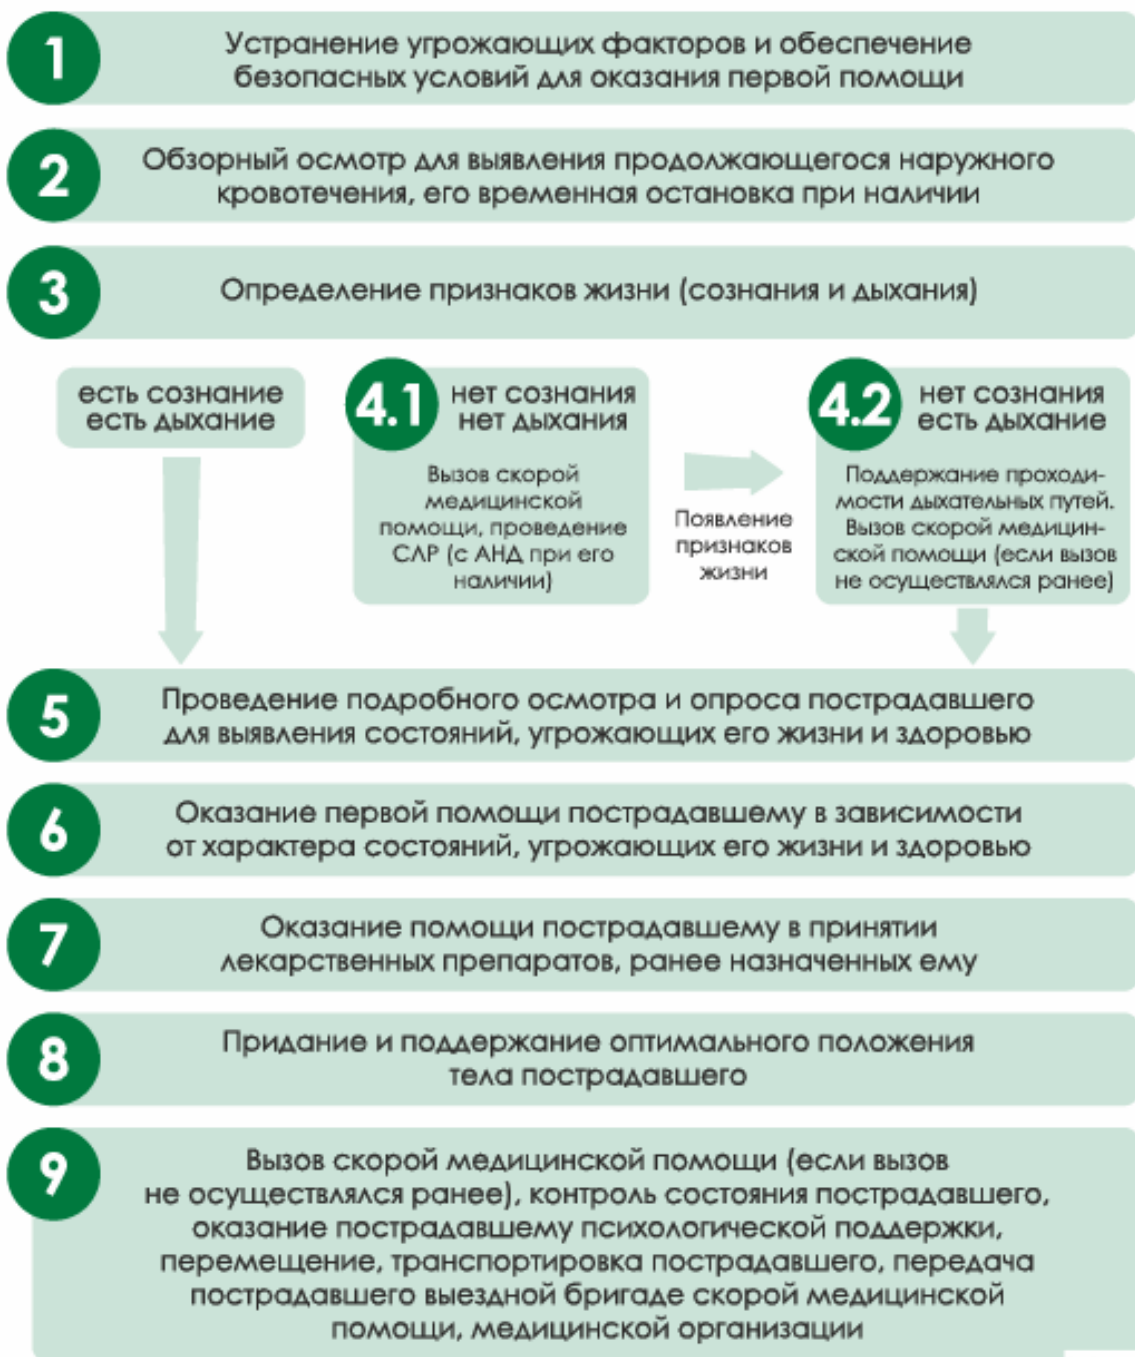 1
Устранение угрожающих факторов и обеспечение
безопасных условий для оказания первой помощи
2
Обзорный осмотр для выявления продолжающегося наружного
кровотечения, его временная остановка при наличии
3
Определение признаков жизни (сознания и дыхания)
есть сознание
есть дыхание
4.1
нет сознания
нет дыхания
Вызов скорой
медицинской
помощи, проведение
СЛР (с АНД при его
наличии)
Появление
признаков
жизни
4.2
нет сознания
есть дыхание
Поддержание проходи-
мости дыхательных путей.
Вызов скорой медицин-
ской помощи (если вызов
не осуществлялся ранее)
5
Проведение подробного осмотра и опроса пострадавшего
для выявления состояний, угрожающих его жизни и здоровью
6
Оказание первой помощи пострадавшему в зависимости
от характера состояний, угрожающих его жизни и здоровью
7
Оказание помощи пострадавшему в принятии
лекарственных препаратов, ранее назначенных ему
8
Придание и поддержание оптимального положения
тела пострадавшего
9
Вызов скорой медицинской помощи (если вызов
не осуществлялся ранее), контроль состояния пострадавшего,
оказание пострадавшему психологической поддержки,
перемещение, транспортировка пострадавшего, передача
пострадавшего выездной бригаде скорой медицинской
помощи, медицинской организации